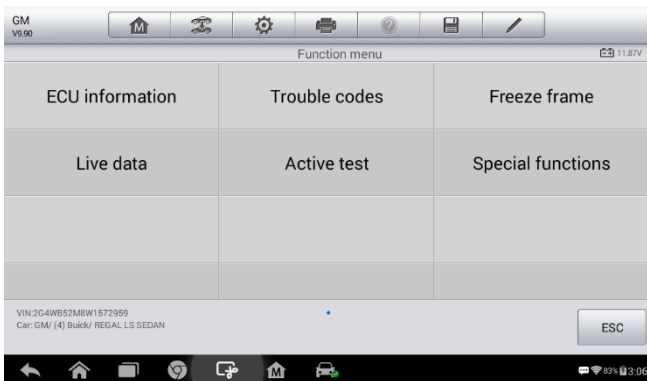 GM
V9.90
Function menu
11.87V
ECU information
Trouble codes
Freeze frame
Live data
Active test
Special functions
VIN:2G4WB52M8W1572959
Car: GM/ (4) Buick/ REGAL LS SEDAN
ESC
83% 3:06